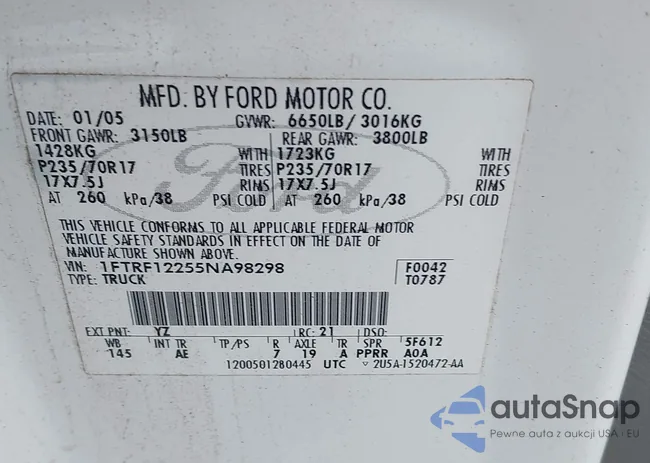 MFD. BY FORD MOTOR CO.
DATE: 01/05 GVWR: 6650LB/ 3016KG
FRONT GAWR: 3150LB REAR GAWR: 3800LB
1428KG WITH 1723KG WITH
P235/70R17 TIRES P235/70R17 TIRES
17X7.5J RIMS 17X7.5J RIMS
AT 260 kPa/38 PSI COLD AT 260 kPa/38 PSI COLD
Ford
THIS VEHICLE CONFORMS TO ALL APPLICABLE FEDERAL MOTOR
VEHICLE SAFETY STANDARDS IN EFFECT ON THE DATE OF
MANUFACTURE SHOWN ABOVE.
VIN: 1FTRF12255NA98298 F0042
TYPE: TRUCK T0787
EXT PNT: YZ RC: 21 DSO:
WB INT TR TP/PS R AXLE TR SPR 5F612
145 AE 7 19 A PPRR A0A
1200501280445 UTC 2U5A-1520472-AA
autaSnap
Pewne auta z aukcji USA i EU